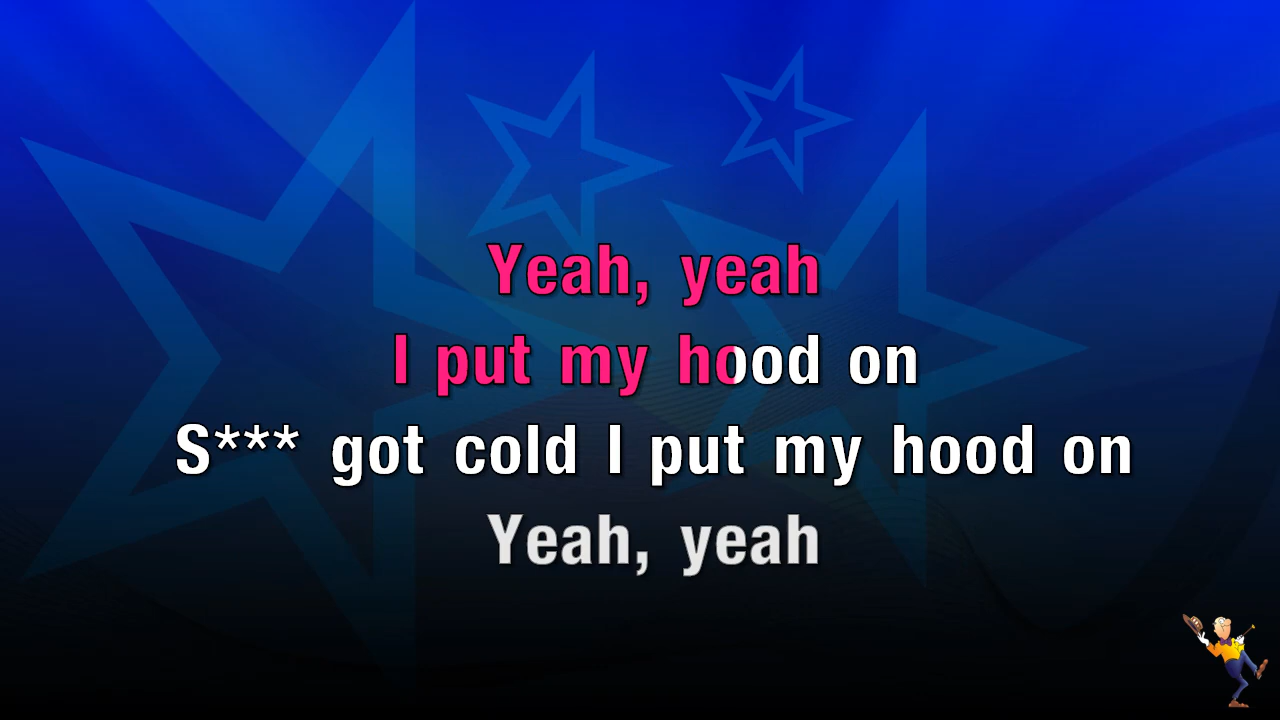 Yeah, yeah
I put my hood on
S*** got cold I put my hood on
Yeah, yeah